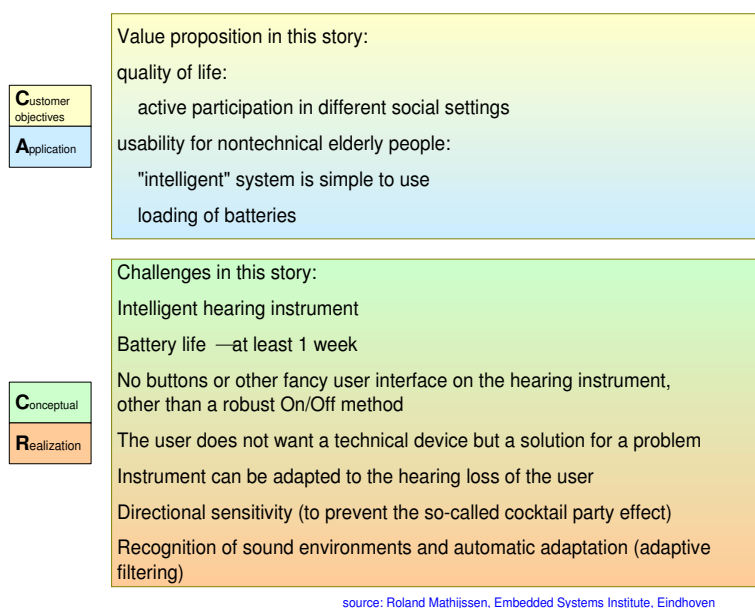 Value proposition in this story:
quality of life:
active participation in different social settings
usability for nontechnical elderly people:
"intelligent" system is simple to use
loading of batteries
Customer
objectives
Application
Challenges in this story:
Intelligent hearing instrument
Battery life —at least 1 week
No buttons or other fancy user interface on the hearing instrument,
other than a robust On/Off method
The user does not want a technical device but a solution for a problem
Instrument can be adapted to the hearing loss of the user
Directional sensitivity (to prevent the so-called cocktail party effect)
Recognition of sound environments and automatic adaptation (adaptive
filtering)
Conceptual
Realization
source: Roland Mathijssen, Embedded Systems Institute, Eindhoven